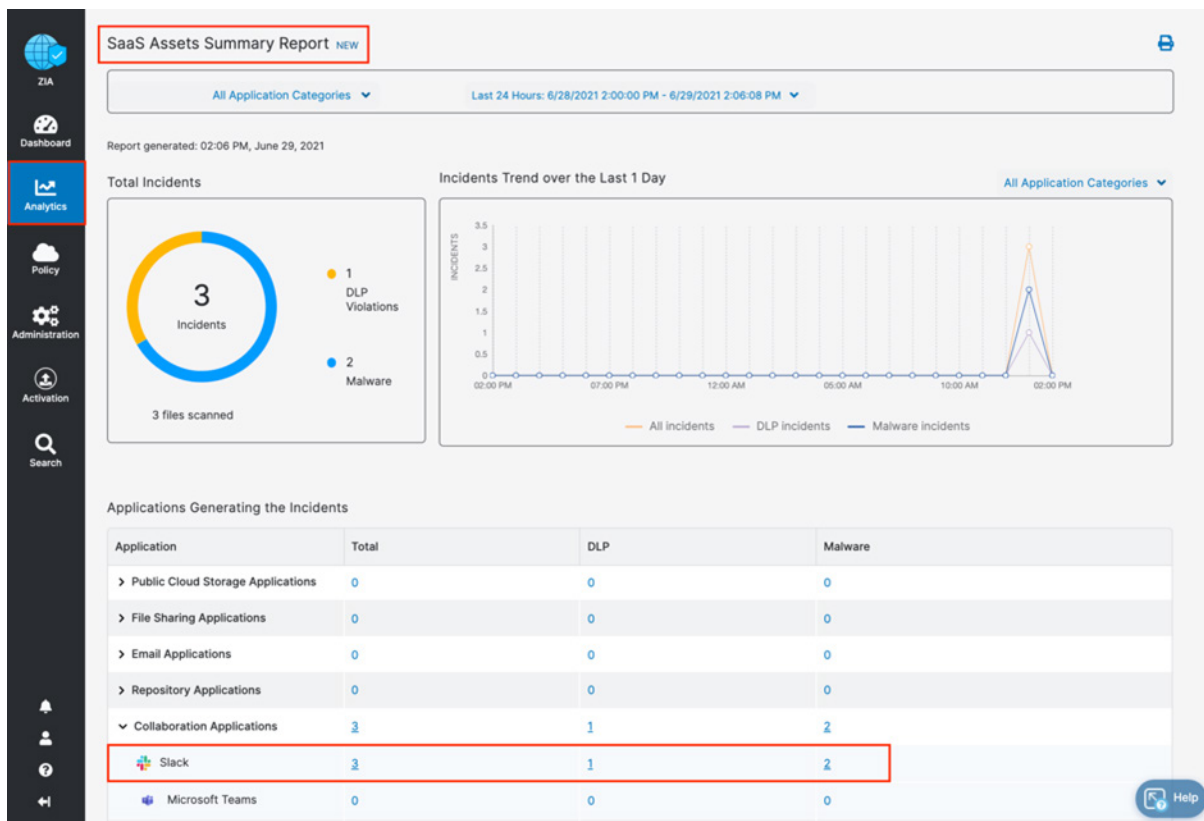 ZIA
Dashboard
Analytics
Policy
Administration
Activation
Search
SaaS Assets Summary Report NEW
All Application Categories
Last 24 Hours: 6/28/2021 2:00:00 PM - 6/29/2021 2:06:08 PM
Report generated: 02:06 PM, June 29, 2021
Total Incidents
3
Incidents
1
DLP
Violations
2
Malware
3 files scanned
Incidents Trend over the Last 1 Day
All Application Categories
INCIDENTS
3.5
3
2.5
2
1.5
1
0.5
0
02:00 PM 07:00 PM 12:00 AM 05:00 AM 10:00 AM 02:00 PM
All incidents DLP incidents Malware incidents
Applications Generating the Incidents
Application Total DLP Malware
Public Cloud Storage Applications 0 0 0
File Sharing Applications 0 0 0
Email Applications 0 0 0
Repository Applications 0 0 0
Collaboration Applications 3 1 2
Slack 3 1 2
Microsoft Teams 0 0 0
Help